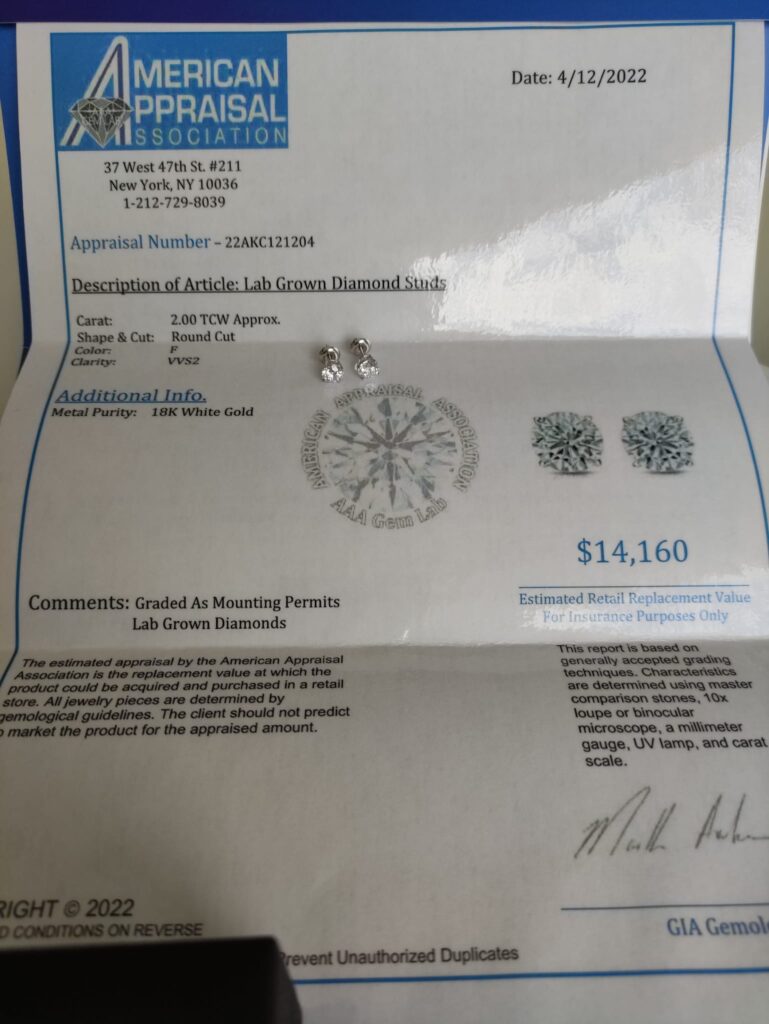 AMERICAN
APPRAISAL
ASSOCIATION
Date: 4/12/2022
37 West 47th St. #211
New York, NY 10036
1-212-729-8039
Appraisal Number – 22AKC121204
Description of Article: Lab Grown Diamond Studs
Carat: 2.00 TCW Approx.
Shape & Cut: Round Cut
Color: F
Clarity: VVS2
Additional Info.
Metal Purity: 18K White Gold
AMERICAN APPRAISAL ASSOCIATION
AAA Gem Lab
$14,160
Estimated Retail Replacement Value
For Insurance Purposes Only
Comments: Graded As Mounting Permits
Lab Grown Diamonds
The estimated appraisal by the American Appraisal
Association is the replacement value at which the
product could be acquired and purchased in a retail
store. All jewelry pieces are determined by
gemological guidelines. The client should not predict
market the product for the appraised amount.
This report is based on
generally accepted grading
techniques. Characteristics
are determined using master
comparison stones, 10x
loupe or binocular
microscope, a millimeter
gauge, UV lamp, and carat
scale.
RIGHT © 2022
D CONDITIONS ON REVERSE
GIA Gemolo
Prevent Unauthorized Duplicates